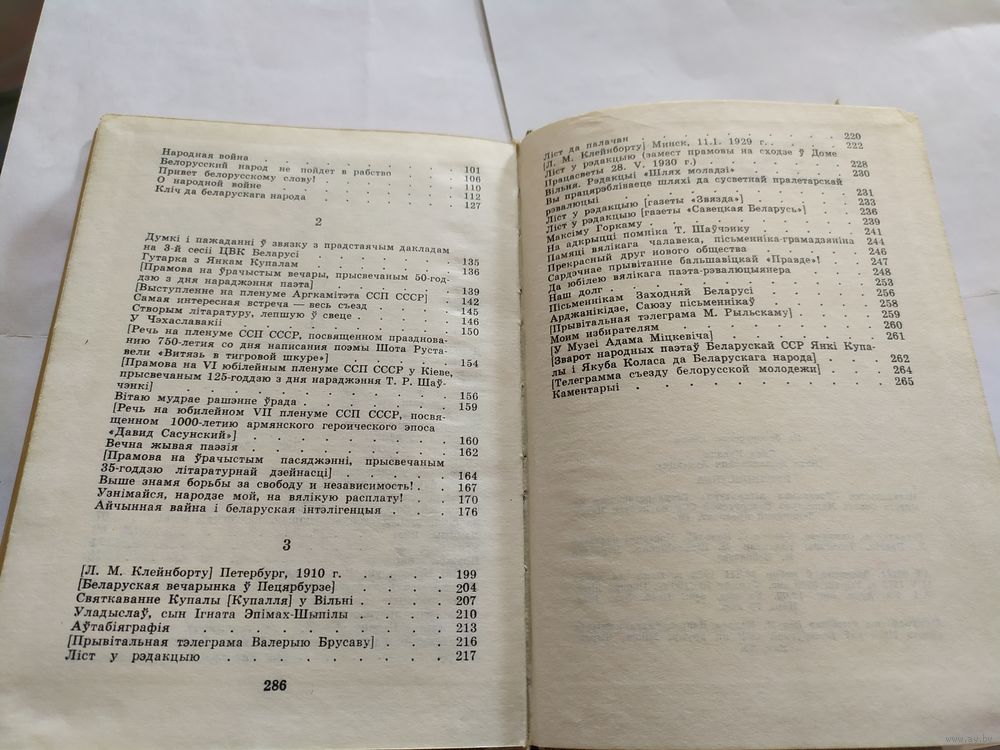 Народная война . . . . . . . . . . 101
Белорусский народ не пойдет в рабство . . . 106
Привет белорусскому слову! . . . . . . 110
О народной войне . . . . . . . . 112
Кліч да беларускага народа . . . . . . 127
2
Думкі і пажаданні ў звязку з прадстаячым дакладам
на 3-й сесіі ЦВК Беларусі . . . . . . 135
Гутарка з Янкам Купалам . . . . . . 136
[Прамова на ўрачыстым вечары, прысвечаным 50-год-
дзю з дня нараджэння паэта] . . . . . 139
[Выступленне на пленуме Аргкамітэта ССП СССР] . 142
Самая интересная встреча — весь съезд . . . . 145
Створым літаратуру, лепшую ў свеце . . . . 146
У Чэхаславакіі . . . . . . . . . 150
[Речь на пленуме ССП СССР, посвященном празднова-
нию 750-летия со дня написания поэмы Шота Руста-
вели «Витязь в тигровой шкуре»] . . . . 154
[Прамова на VI юбілейным пленуме ССП СССР у Кіеве,
прысвечаным 125-годдзю з дня нараджэння Т. Р. Шаў-
чэнкі] . . . . . . . . . . 156
Вітаю мудрае рашэнне ўрада . . . . . . 159
[Речь на юбилейном VII пленуме ССП СССР, посвя-
щенном 1000-летию армянского героического эпоса
«Давид Сасунский»] . . . . . . . 160
Вечна жывая паэзія . . . . . . . . 162
[Прамова на ўрачыстым пасяджэнні, прысвечаным
35-годдзю літаратурнай дзейнасці] . . . . 164
Выше знамя борьбы за свободу и независимость! . . 167
Узнімайся, народзе мой, на вялікую расплату! . . 170
Айчынная вайна і беларуская інтэлігенцыя . . . 176
3
[Л. М. Клейнборту] Петербург, 1910 г. . . . . 199
[Беларуская вечарынка ў Пецярбурзе] . . . . 204
Святкаванне Купалы [Купалля] у Вільні . . . . 207
Уладыслаў, сын Ігната Эпімах-Шыпілы . . . . 210
Аўтабіяграфія . . . . . . . . . 213
[Прывітальная тэлеграма Валерыю Брусаву] . . . 216
Ліст у рэдакцыю . . . . . . . . 217
286
Ліст да палачан . . . . . . . . . 220
[Л. М. Клейнборту] Минск, 11.I. 1929 г. . . . . 222
Ліст у рэдакцыю (замест прамовы на сходзе ў Доме
Працасветы 28. V. 1930 г.) . . . . . . 228
Вільня. Рэдакцыі «Шлях моладзі» . . . . . 230
Вы працярэбліваеце шляхі да сусветнай пралетарскай
рэвалюцыі . . . . . . . . . . 231
Ліст у рэдакцыю [газеты «Звязда»] . . . . . 233
Ліст у рэдакцыю [газеты «Савецкая Беларусь»] . . 236
Максіму Горкаму . . . . . . . . . 239
На адкрыцці помніка Т. Шаўчэнку . . . . . 241
Памяці вялікага чалавека, пісьменніка-грамадзяніна 244
Прекрасный друг нового общества . . . . . 246
Сардэчнае прывітанне бальшавіцкай «Правде»! . . 247
Да юбілею вялікага паэта-рэвалюцыянера . . . 248
Наш долг . . . . . . . . . . 253
Пісьменнікам Заходняй Беларусі . . . . . . 256
Арджанікідзе, Саюзу пісьменнікаў . . . . . 258
[Прывітальная тэлеграма М. Рыльскаму] . . . . 259
Моим избирателям . . . . . . . . 260
[У Музеі Адама Міцкевіча] . . . . . . . 261
[Зварот народных паэтаў Беларускай ССР Янкі Купа-
лы і Якуба Коласа да Беларускага народа] . . . 262
[Телеграмма съезду белорусской молодежи] . . . 264
Каментарыі . . . . . . . . . . 265
www.ay.by